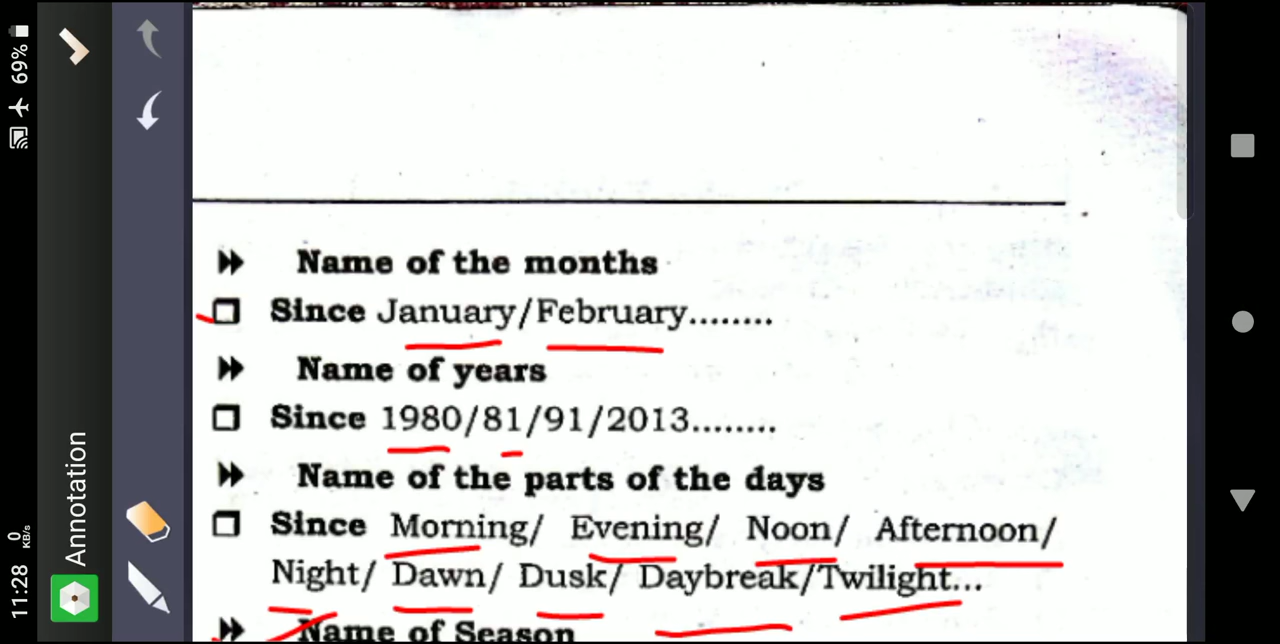 Name of the months
Since January/February........
Name of years
Since 1980/81/91/2013........
Name of the parts of the days
Since Morning/ Evening/ Noon/ Afternoon/
Night/ Dawn/ Dusk/ Daybreak/Twilight...
Name of Season
Annotation
11:28
0
KB/s
69%